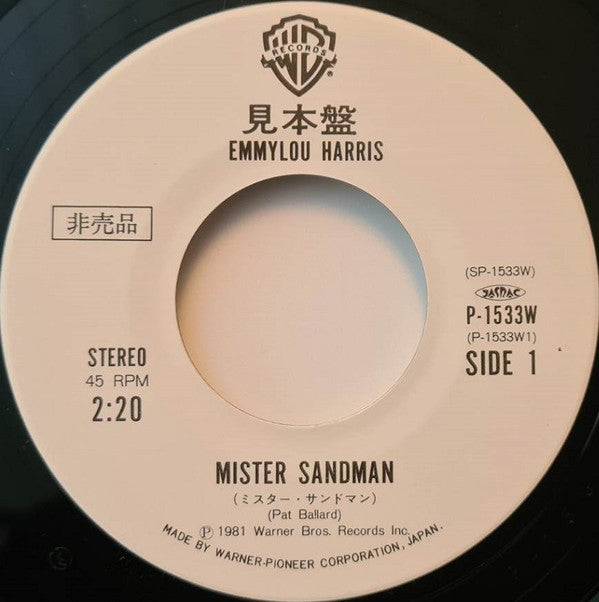 WB
RECORDS
®
見本盤
EMMYLOU HARRIS
非売品
(SP-1533W)
JASRAC
P-1533W
(P-1533W1)
SIDE 1
STEREO
45 RPM
2:20
MISTER SANDMAN
(ミスター・サンドマン)
(Pat Ballard)
Ⓟ 1981 Warner Bros. Records Inc.
MADE BY WARNER-PIONEER CORPORATION, JAPAN.